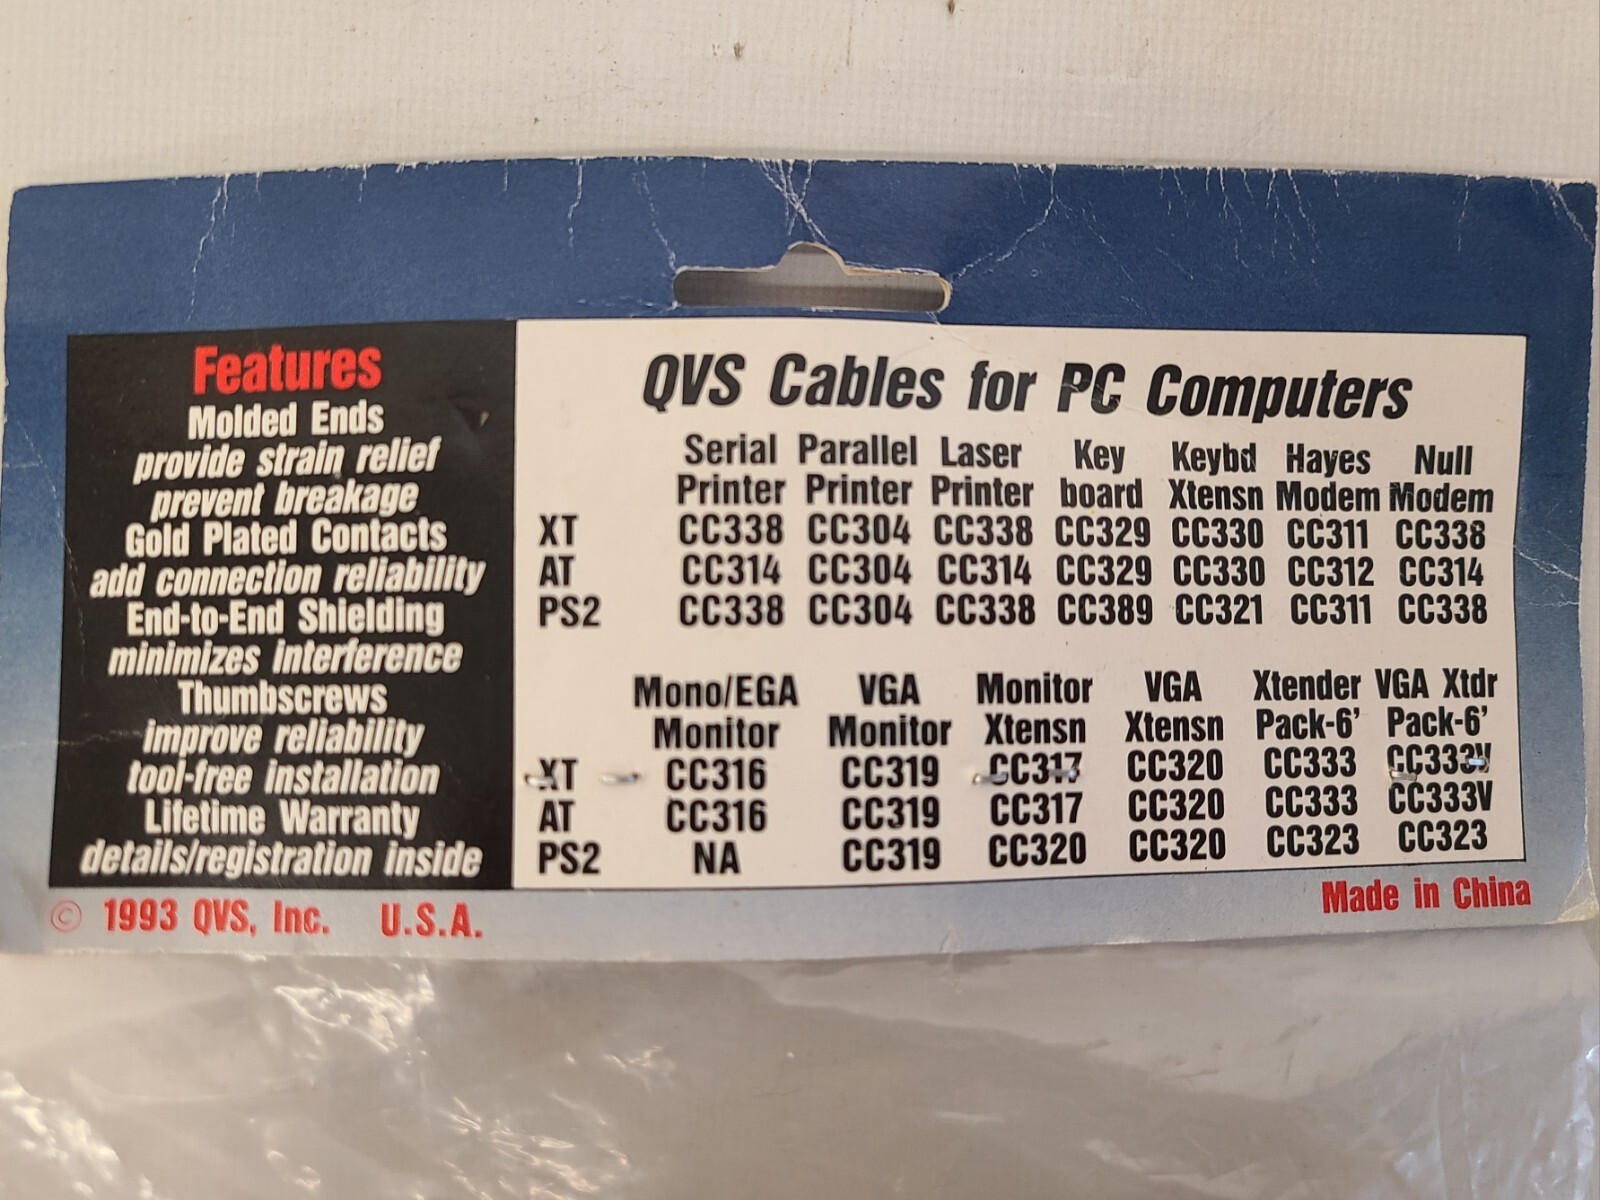 Features
Molded Ends
provide strain relief
prevent breakage
Gold Plated Contacts
add connection reliability
End-to-End Shielding
minimizes interference
Thumbscrews
improve reliability
tool-free installation
Lifetime Warranty
details/registration inside
QVS Cables for PC Computers
Serial Parallel Laser Key Keybd Hayes Null
Printer Printer Printer board Xtensn Modem Modem
XT CC338 CC304 CC338 CC329 CC330 CC311 CC338
AT CC314 CC304 CC314 CC329 CC330 CC312 CC314
PS2 CC338 CC304 CC338 CC389 CC321 CC311 CC338
Mono/EGA VGA Monitor VGA Xtender VGA Xtdr
Monitor Monitor Xtensn Xtensn Pack-6' Pack-6'
XT CC316 CC319 CC317 CC320 CC333 CC333V
AT CC316 CC319 CC317 CC320 CC333 CC333V
PS2 NA CC319 CC320 CC320 CC323 CC323
© 1993 QVS, Inc. U.S.A.
Made in China